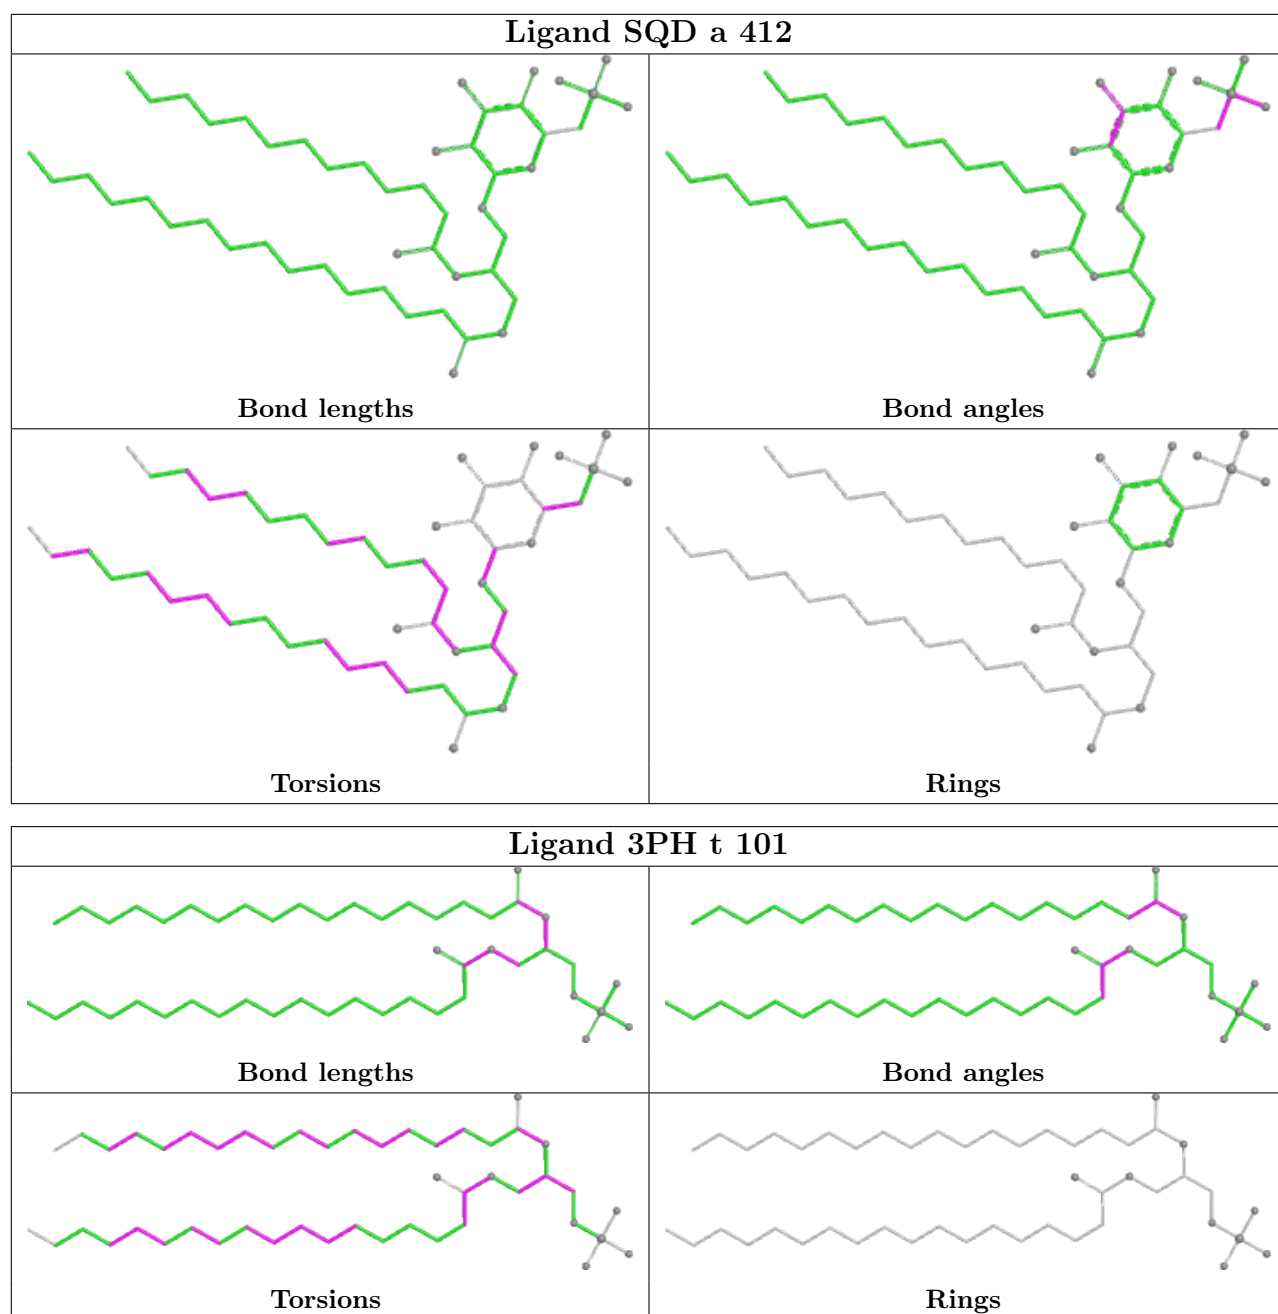 Ligand SQD a 412
Bond lengths
Bond angles
Torsions
Rings
Ligand 3PH t 101
Bond lengths
Bond angles
Torsions
Rings